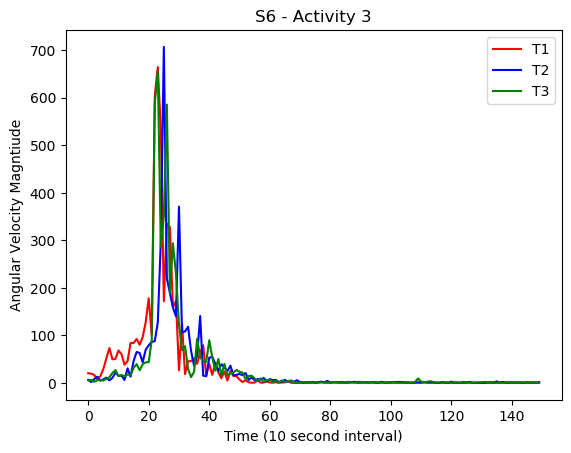 S6 - Activity 3
T1
T2
T3
Angular Velocity Magntiude
700
600
500
400
300
200
100
0
0 20 40 60 80 100 120 140
Time (10 second interval)